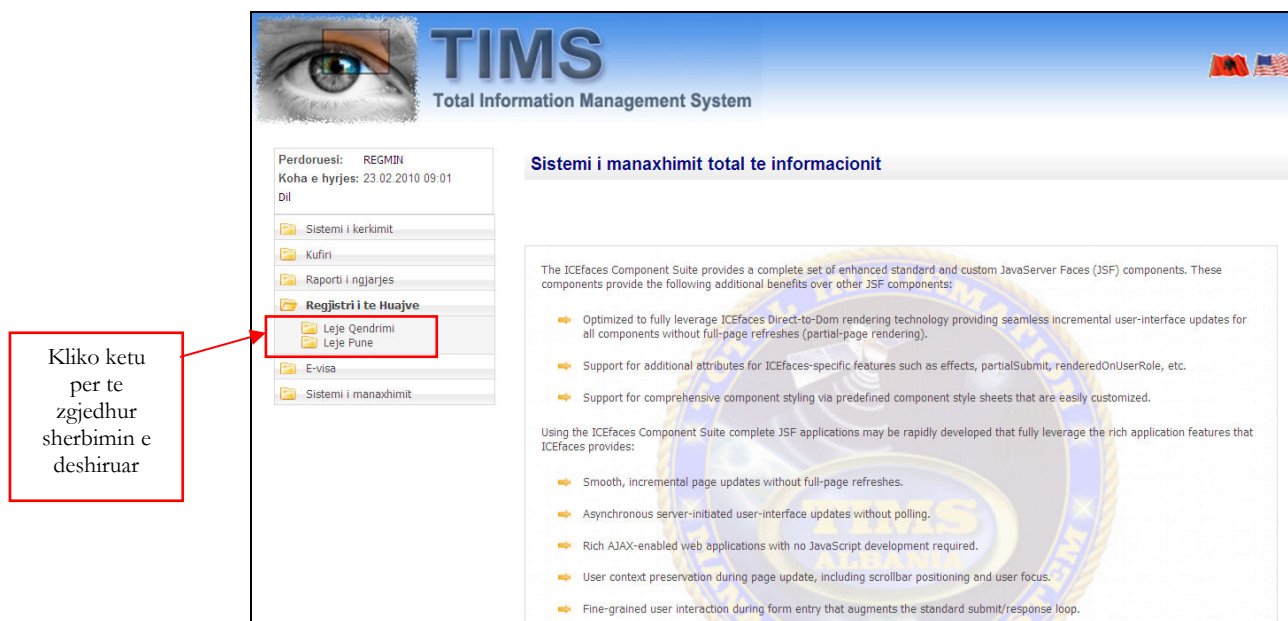 TIMS
Total Information Management System
Perdoruesi: REGMIN
Koha e hyrjes: 23.02.2010 09:01
Dil
Sistemi i kerkimit
Kufiri
Raporti i ngjarjes
Regjistri i te Huajve
Leje Qendrimi
Leje Pune
E-visa
Sistemi i manaxhimit
Kliko ketu
per te
zgjedhur
sherbimin e
deshiruar
Sistemi i manaxhimit total te informacionit
The ICEfaces Component Suite provides a complete set of enhanced standard and custom JavaServer Faces (JSF) components. These
components provide the following additional benefits over other JSF components:
Optimized to fully leverage ICEfaces Direct-to-Dom rendering technology providing seamless incremental user-interface updates for
all components without full-page refreshes (partial-page rendering).
Support for additional attributes for ICEfaces-specific features such as effects, partialSubmit, renderedOnUserRole, etc.
Support for comprehensive component styling via predefined component style sheets that are easily customized.
Using the ICEfaces Component Suite complete JSF applications may be rapidly developed that fully leverage the rich application features that
ICEfaces provides:
Smooth, incremental page updates without full-page refreshes.
Asynchronous server-initiated user-interface updates without polling.
Rich AJAX-enabled web applications with no JavaScript development required.
User context preservation during page update, including scrollbar positioning and user focus.
Fine-grained user interaction during form entry that augments the standard submit/response loop.
TOTAL INFORMATION
TIMS
ALBANIA